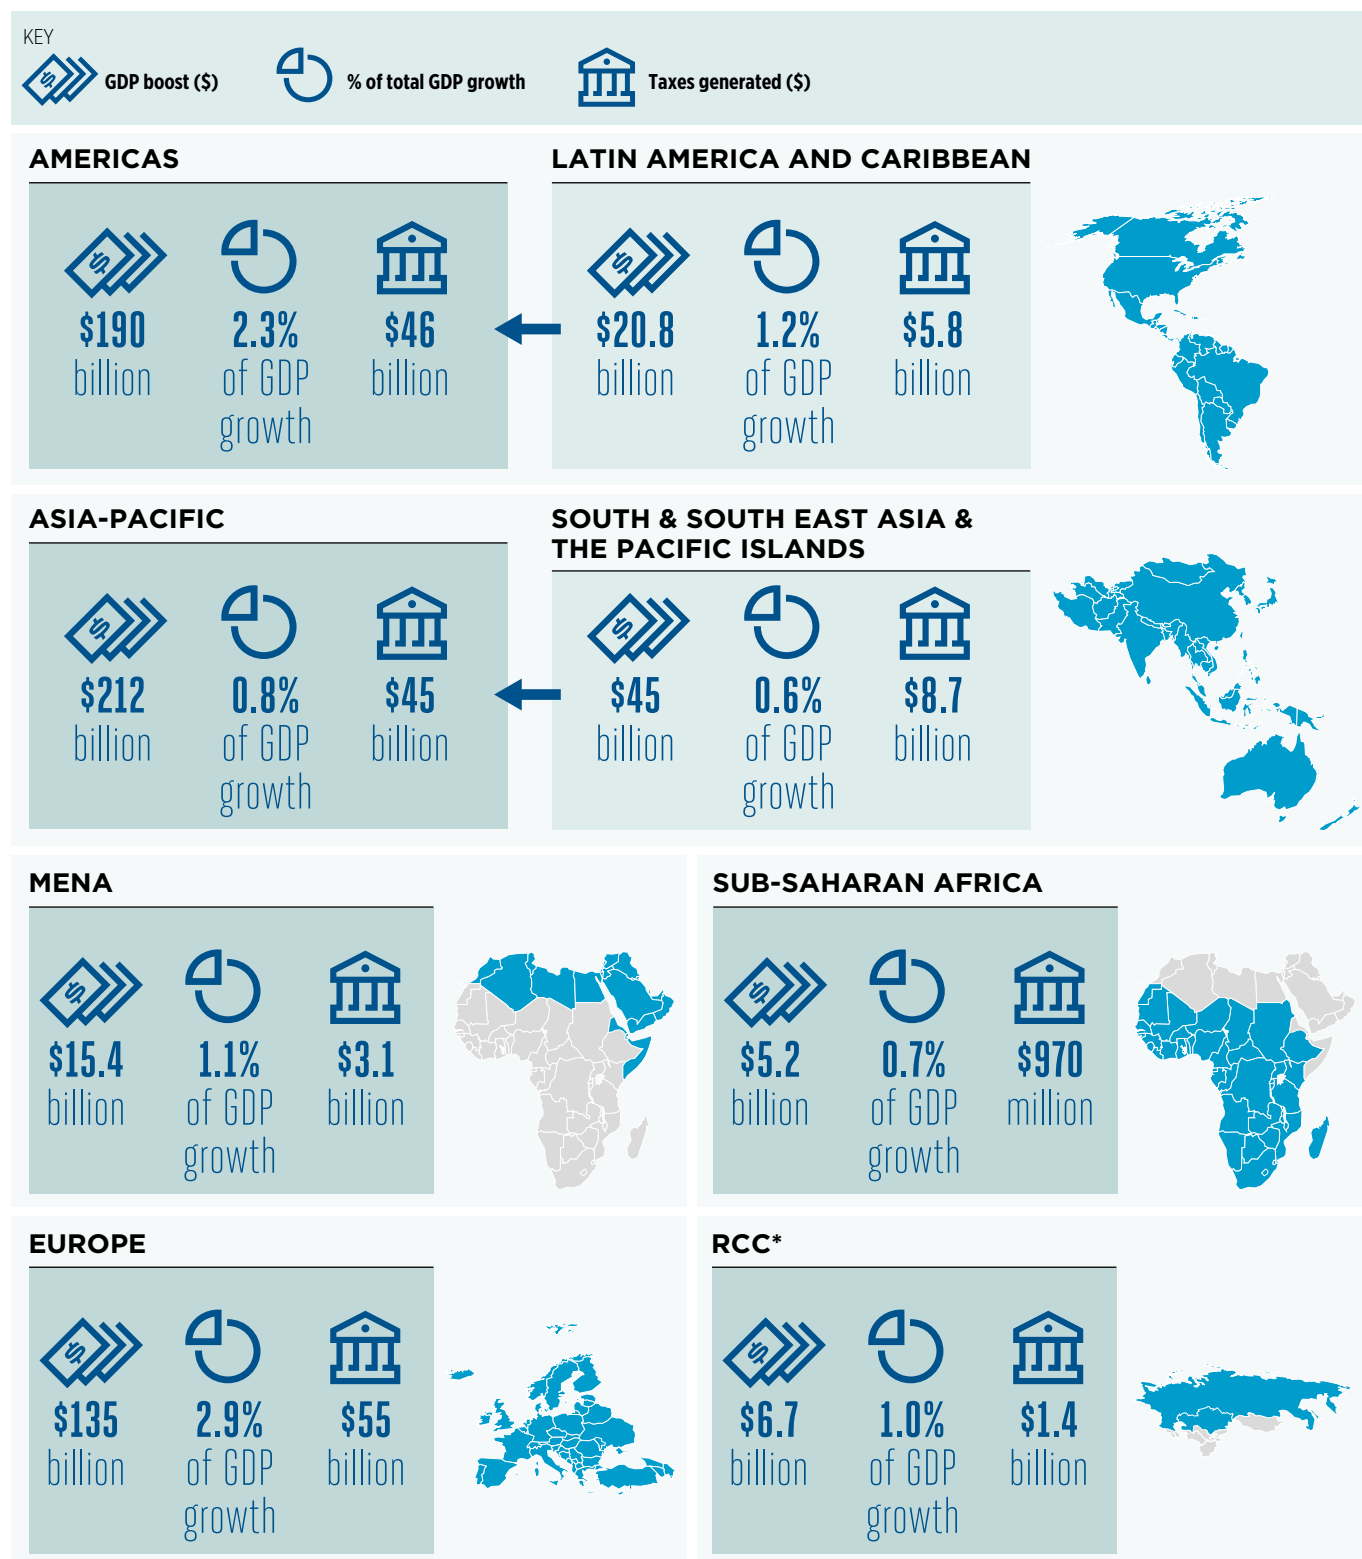 KEY
GDP boost ($)
% of total GDP growth
Taxes generated ($)
AMERICAS
$190
billion
2.3%
of GDP
growth
$46
billion
LATIN AMERICA AND CARIBBEAN
$20.8
billion
1.2%
of GDP
growth
$5.8
billion
ASIA-PACIFIC
$212
billion
0.8%
of GDP
growth
$45
billion
SOUTH & SOUTH EAST ASIA &
THE PACIFIC ISLANDS
$45
billion
0.6%
of GDP
growth
$8.7
billion
MENA
$15.4
billion
1.1%
of GDP
growth
$3.1
billion
SUB-SAHARAN AFRICA
$5.2
billion
0.7%
of GDP
growth
$970
million
EUROPE
$135
billion
2.9%
of GDP
growth
$55
billion
RCC*
$6.7
billion
1.0%
of GDP
growth
$1.4
billion